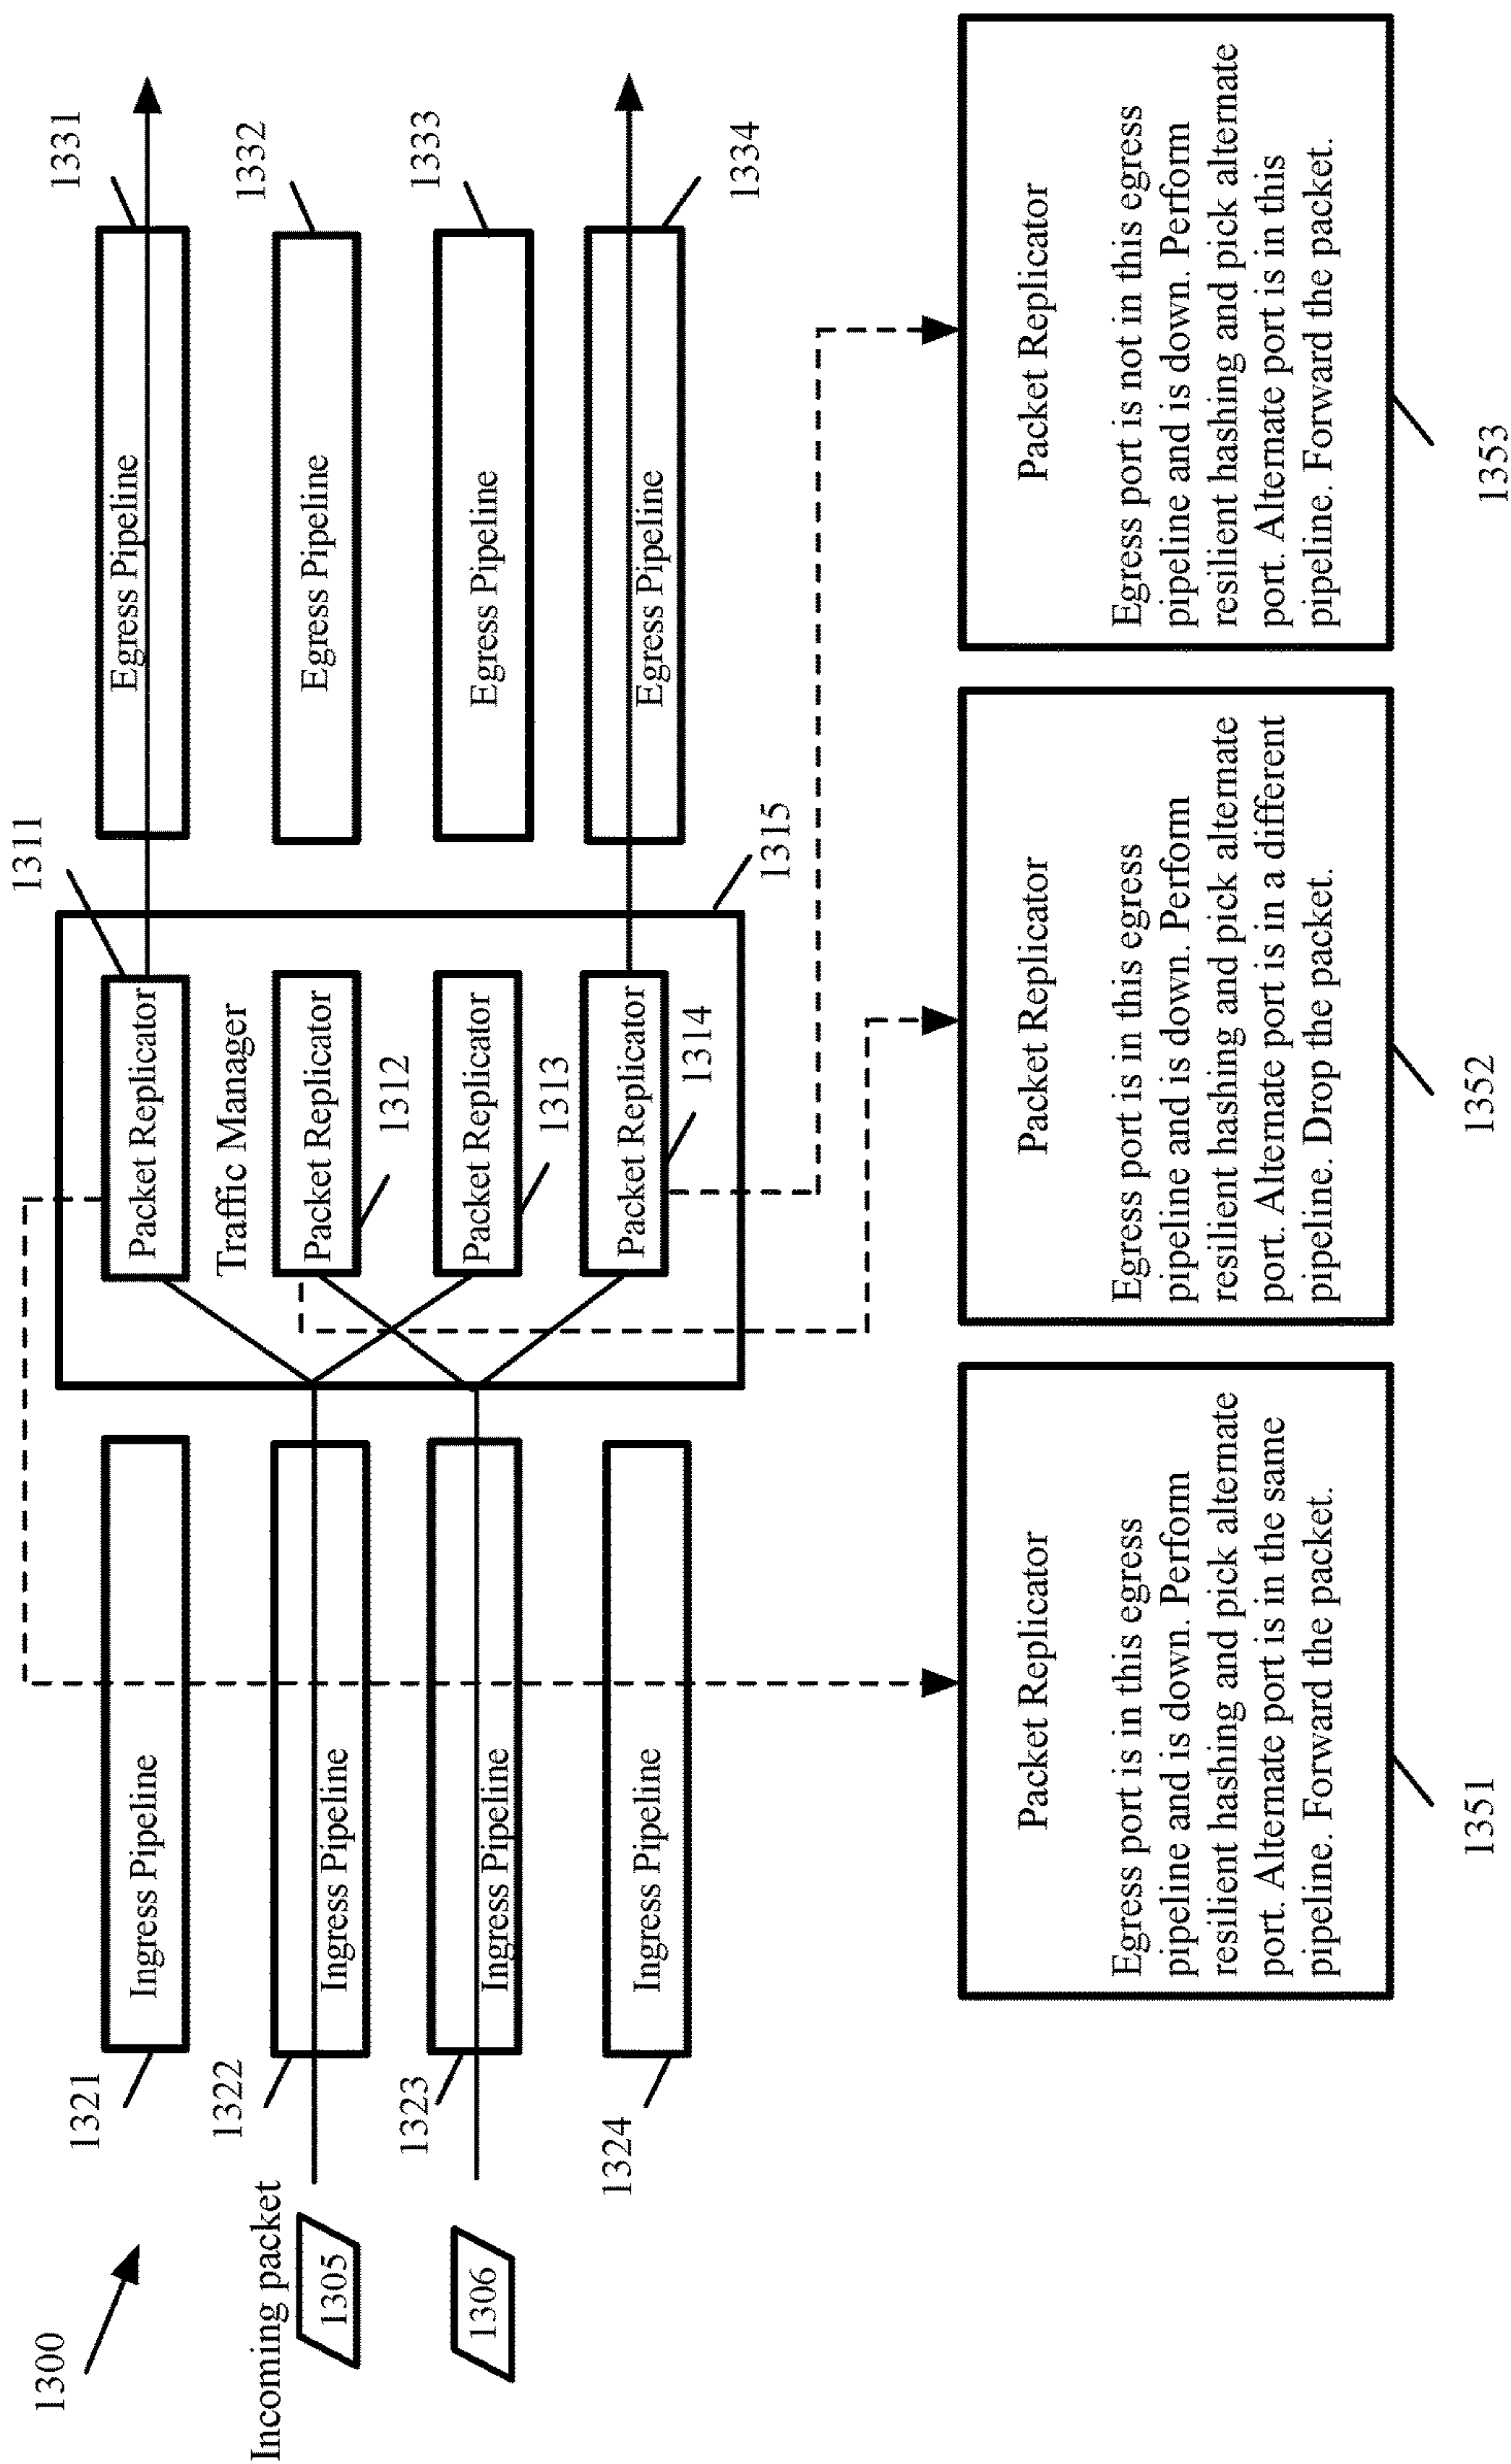 1300
Incoming packet
1305
1306
1321
Ingress Pipeline
1322
Ingress Pipeline
1323
Ingress Pipeline
1324
Ingress Pipeline
Traffic Manager
1311
Packet Replicator
Packet Replicator
1312
Packet Replicator
1313
Packet Replicator
1314
1315
Egress Pipeline
1331
Egress Pipeline
1332
Egress Pipeline
1333
Egress Pipeline
1334
Packet Replicator
Egress port is in this egress
pipeline and is down. Perform
resilient hashing and pick alternate
port. Alternate port is in the same
pipeline. Forward the packet.
1351
Packet Replicator
Egress port is in this egress
pipeline and is down. Perform
resilient hashing and pick alternate
port. Alternate port is in a different
pipeline. Drop the packet.
1352
Packet Replicator
Egress port is not in this egress
pipeline and is down. Perform
resilient hashing and pick alternate
port. Alternate port is in this
pipeline. Forward the packet.
1353